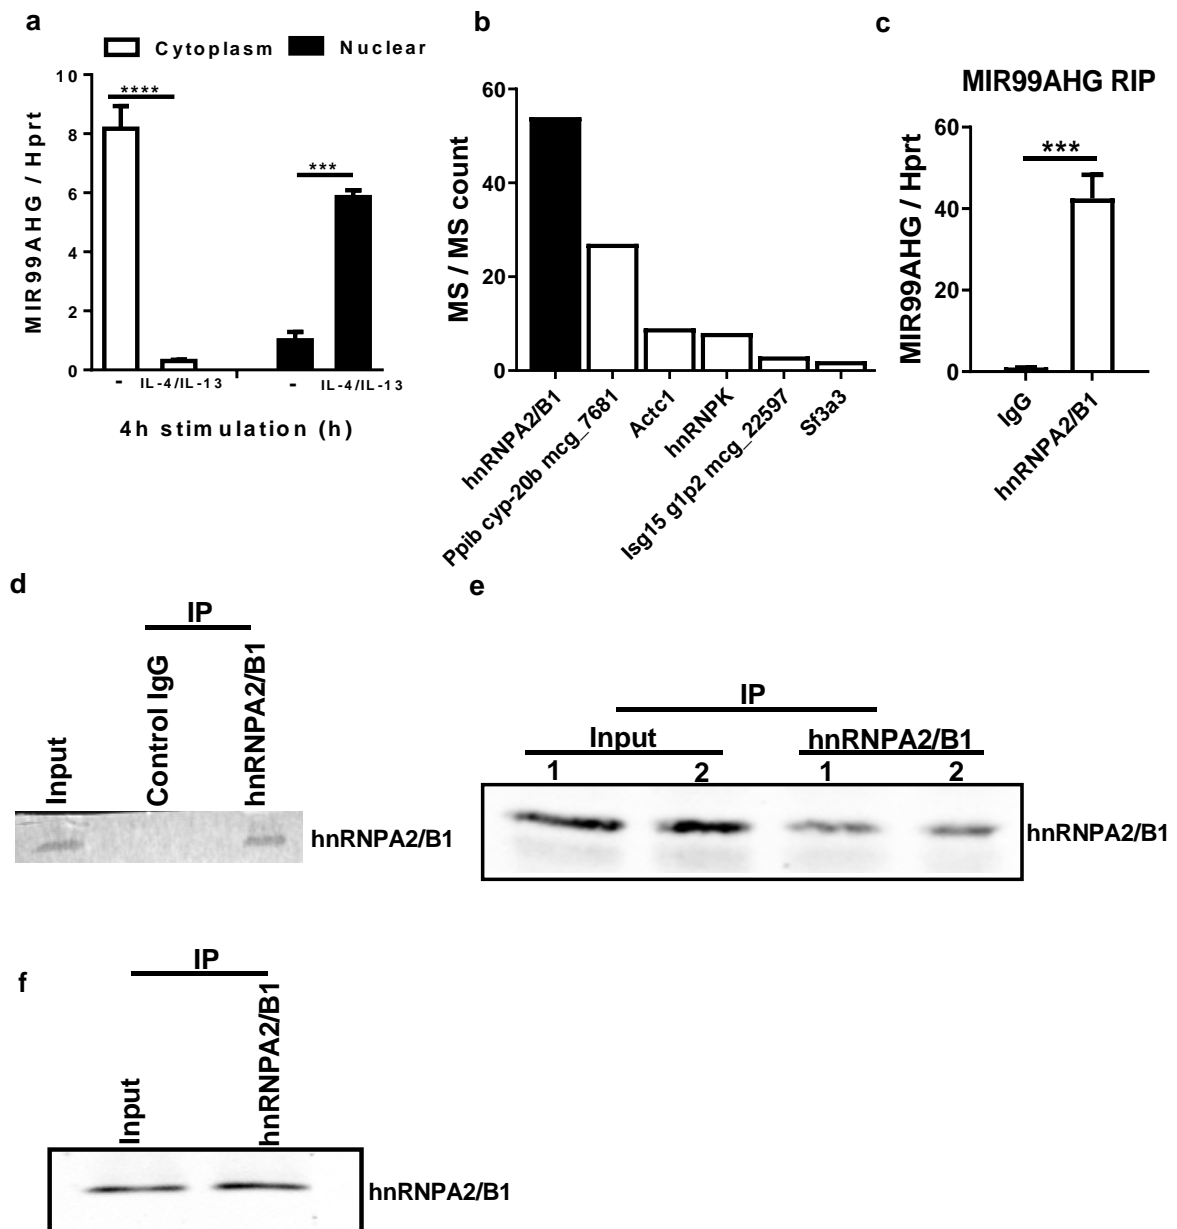 a
Cytoplasm
Nuclear
MIR99AHG / Hprt
10
8
6
4
2
0
****
***
-
IL-4/IL-13
-
IL-4/IL-13
4h stimulation (h)
b
MS / MS count
60
40
20
0
hnRNPA2/B1
Ppib cyp-20b mcg_7681
Actc1
hnRNPK
Isg15 g1p2 mcg_22597
Sf3a3
c
MIR99AHG RIP
MIR99AHG / Hprt
60
40
20
0
***
IgG
hnRNPA2/B1
d
IP
Input
Control IgG
hnRNPA2/B1
hnRNPA2/B1
e
IP
Input
hnRNPA2/B1
1
2
1
2
hnRNPA2/B1
f
IP
Input
hnRNPA2/B1
hnRNPA2/B1